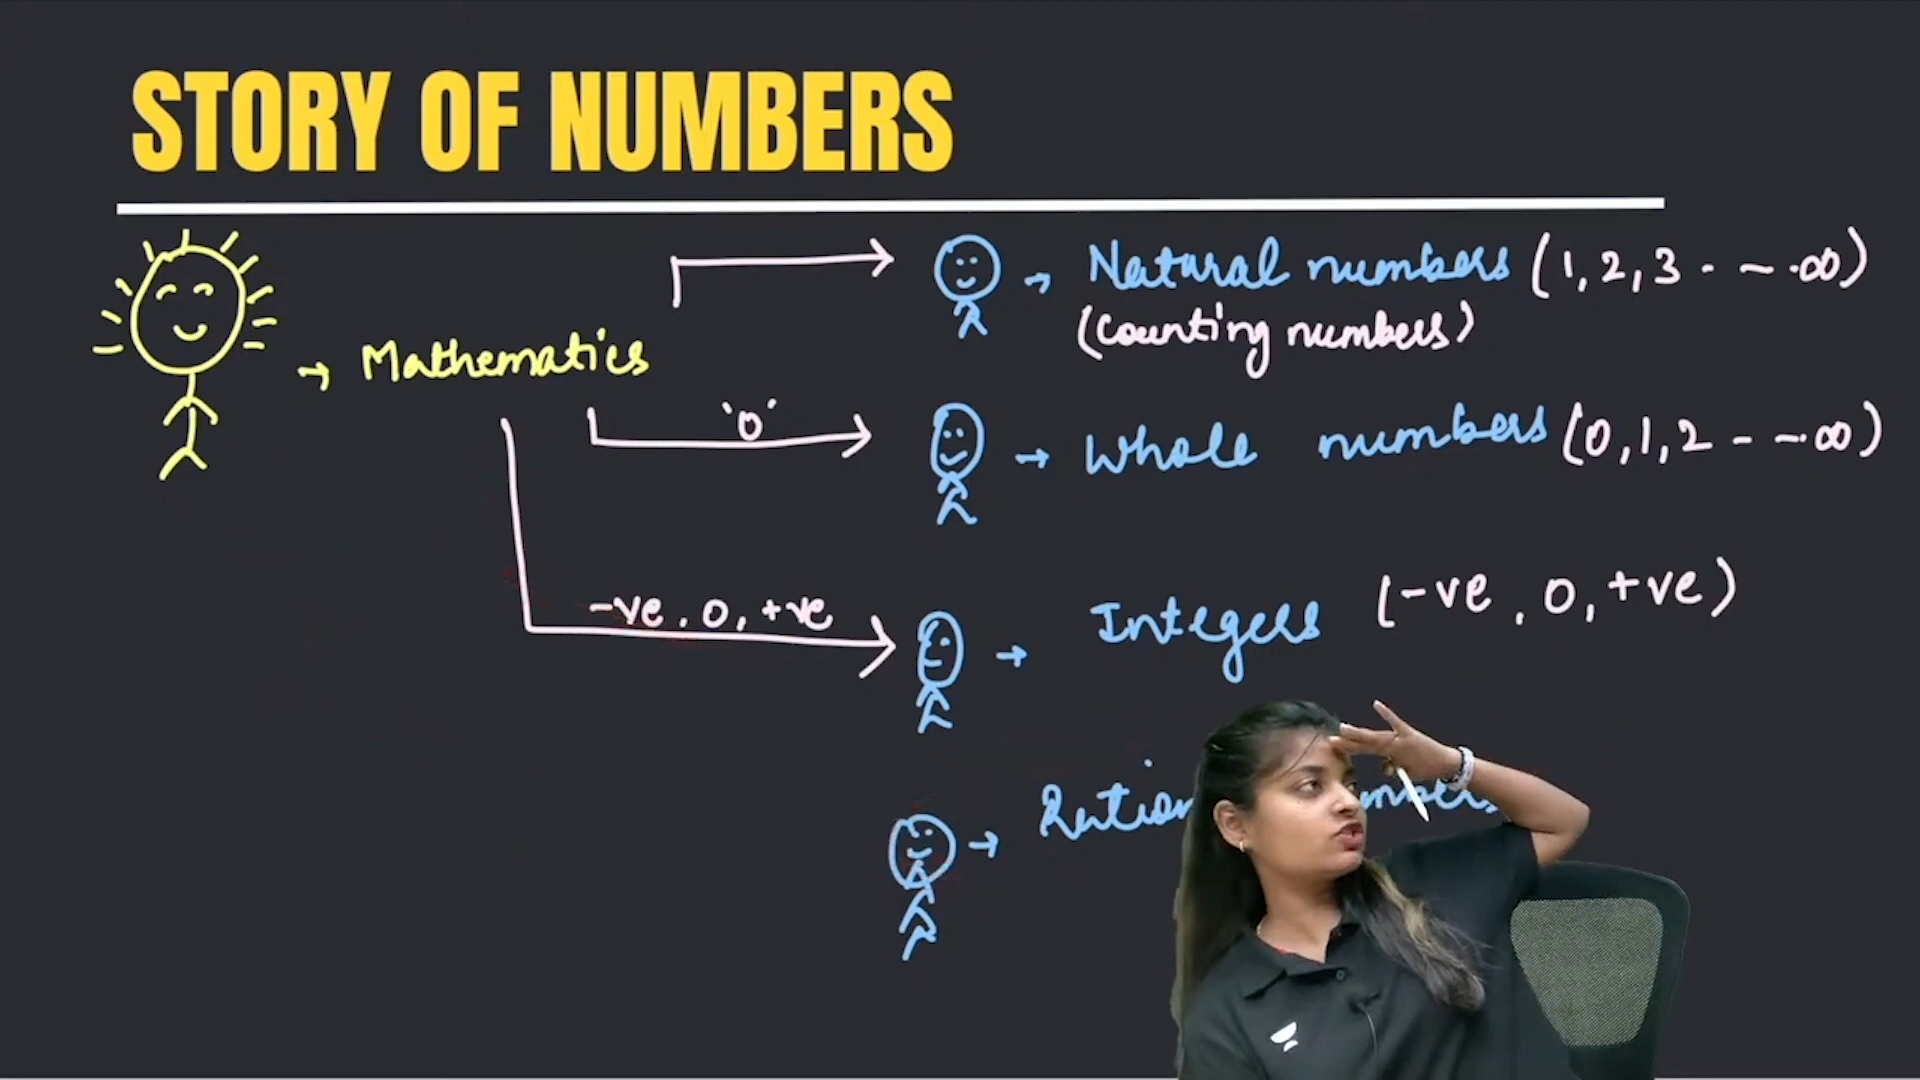 STORY OF NUMBERS
→ Mathematics
→ Natural numbers (1, 2, 3 - - - ∞)
(Counting numbers)
'0'
→ Whole numbers (0, 1, 2 - - - ∞)
-ve, 0, +ve
→ Integers (-ve, 0, +ve)
→